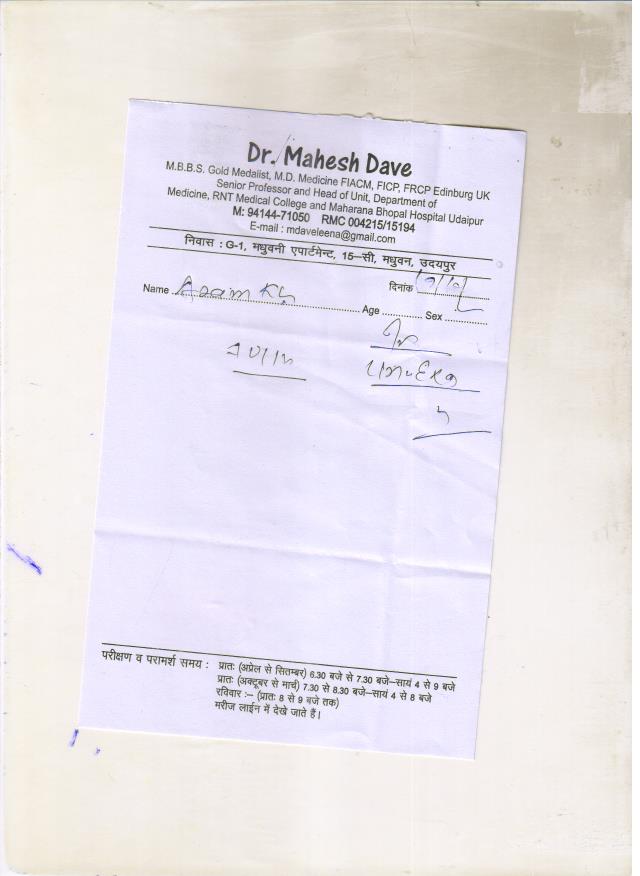 Dr. Mahesh Dave
M.B.B.S. Gold Medalist, M.D. Medicine FIACM, FICP, FRCP Edinburg UK
Senior Professor and Head of Unit, Department of
Medicine, RNT Medical College and Maharana Bhopal Hospital Udaipur
M: 94144-71050 RMC 004215/15194
E-mail : mdaveleena@gmail.com
निवास : G-1, मधुवनी एपार्टमेन्ट, 15–सी, मधुवन, उदयपुर
दिनांक
Name
Age Sex
परीक्षण व परामर्श समय : प्रातः (अप्रेल से सितम्बर) 6.30 बजे से 7.30 बजे–सायं 4 से 9 बजे
प्रातः (अक्टूबर से मार्च) 7.30 से 8.30 बजे–सायं 4 से 8 बजे
रविवार :– (प्रातः 8 से 9 बजे तक)
मरीज लाईन में देखे जाते हैं।